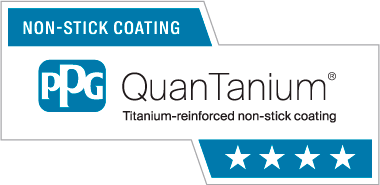 NON-STICK COATING
PPG
QuanTanium®
Titanium-reinforced non-stick coating